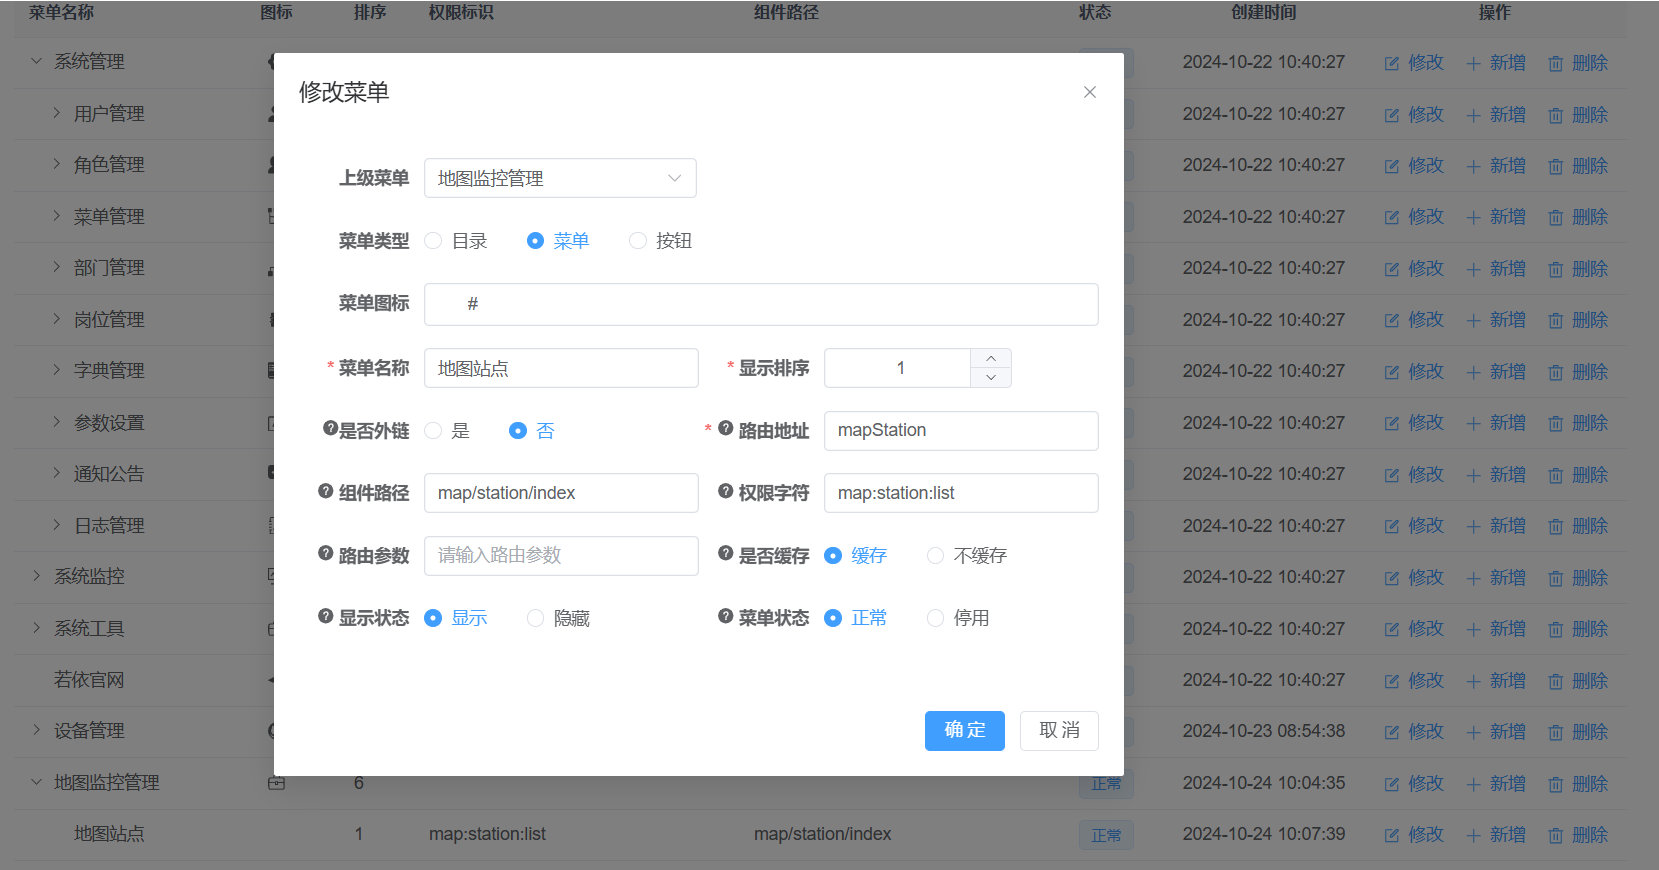 菜单名称 图标 排序 权限标识 组件路径 状态 创建时间 操作
系统管理 2024-10-22 10:40:27 修改 新增 删除
用户管理 2024-10-22 10:40:27 修改 新增 删除
角色管理 2024-10-22 10:40:27 修改 新增 删除
菜单管理 2024-10-22 10:40:27 修改 新增 删除
部门管理 2024-10-22 10:40:27 修改 新增 删除
岗位管理 2024-10-22 10:40:27 修改 新增 删除
字典管理 2024-10-22 10:40:27 修改 新增 删除
参数设置 2024-10-22 10:40:27 修改 新增 删除
通知公告 2024-10-22 10:40:27 修改 新增 删除
日志管理 2024-10-22 10:40:27 修改 新增 删除
系统监控 2024-10-22 10:40:27 修改 新增 删除
系统工具 2024-10-22 10:40:27 修改 新增 删除
若依官网 2024-10-22 10:40:27 修改 新增 删除
设备管理 2024-10-23 08:54:38 修改 新增 删除
地图监控管理 6 正常 2024-10-24 10:04:35 修改 新增 删除
地图站点 1 map:station:list map/station/index 正常 2024-10-24 10:07:39 修改 新增 删除
修改菜单
上级菜单 地图监控管理
菜单类型 目录 菜单 按钮
菜单图标 #
* 菜单名称 地图站点 * 显示排序 1
是否外链 是 否 * 路由地址 mapStation
组件路径 map/station/index 权限字符 map:station:list
路由参数 请输入路由参数 是否缓存 缓存 不缓存
显示状态 显示 隐藏 菜单状态 正常 停用
确定 取消